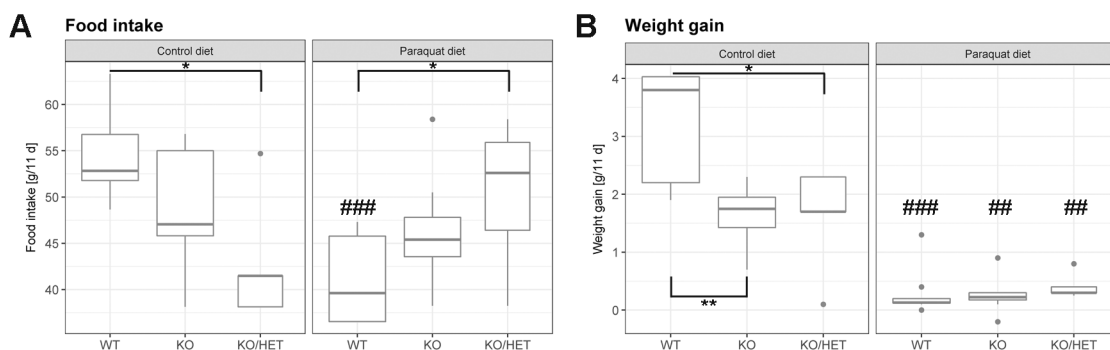 A Food intake
Control diet
Paraquat diet
*
*
###
Food intake [g/11 d]
60
55
50
45
40
WT KO KO/HET
WT KO KO/HET
B Weight gain
Control diet
Paraquat diet
*
**
### ## ##
Weight gain [g/11 d]
4
3
2
1
0
WT KO KO/HET
WT KO KO/HET